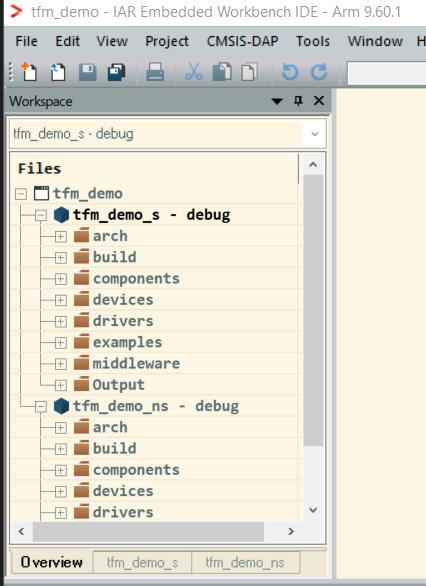 tfm_demo - IAR Embedded Workbench IDE - Arm 9.60.1
File Edit View Project CMSIS-DAP Tools Window H
Workspace
tfm_demo_s - debug
Files
tfm_demo
tfm_demo_s - debug
arch
build
components
devices
drivers
examples
middleware
Output
tfm_demo_ns - debug
arch
build
components
devices
drivers
Overview tfm_demo_s tfm_demo_ns